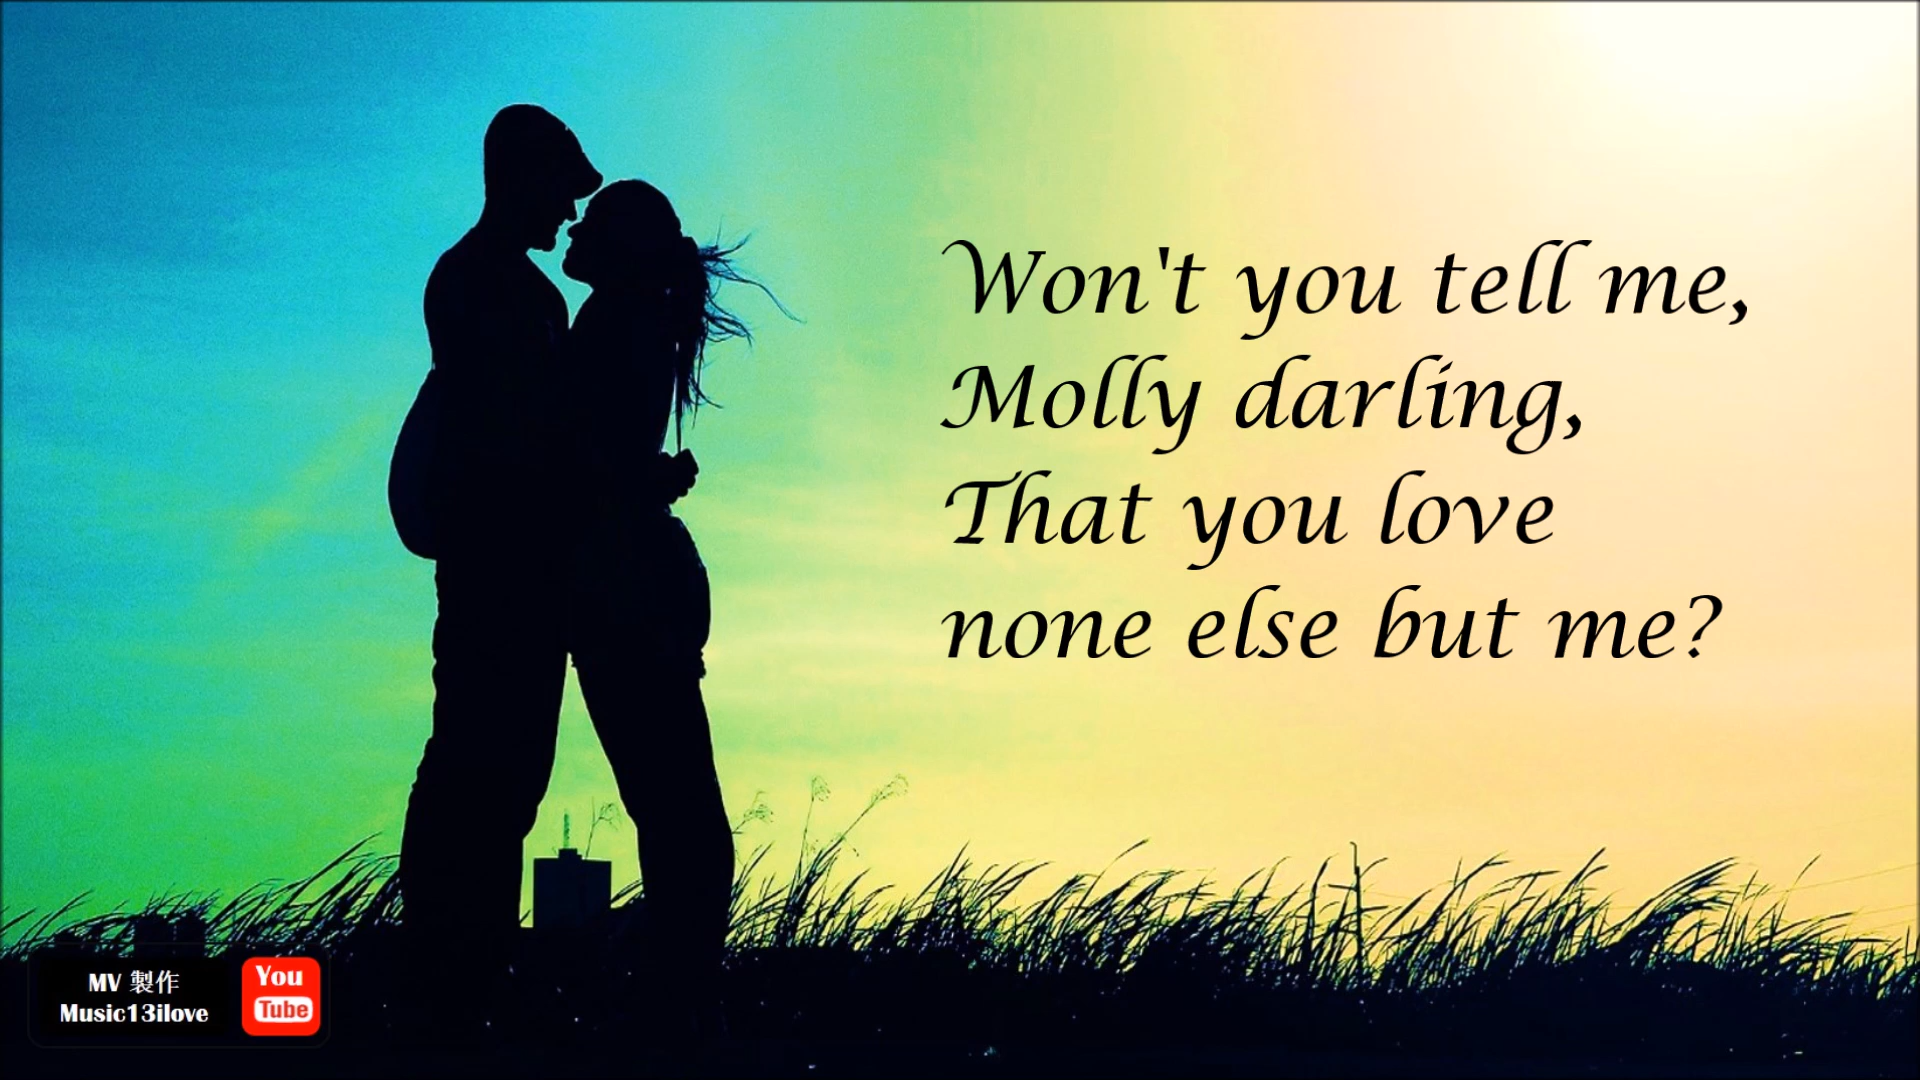 Won't you tell me,
Molly darling,
That you love
none else but me?
MV 製作
Music13ilove
You
Tube